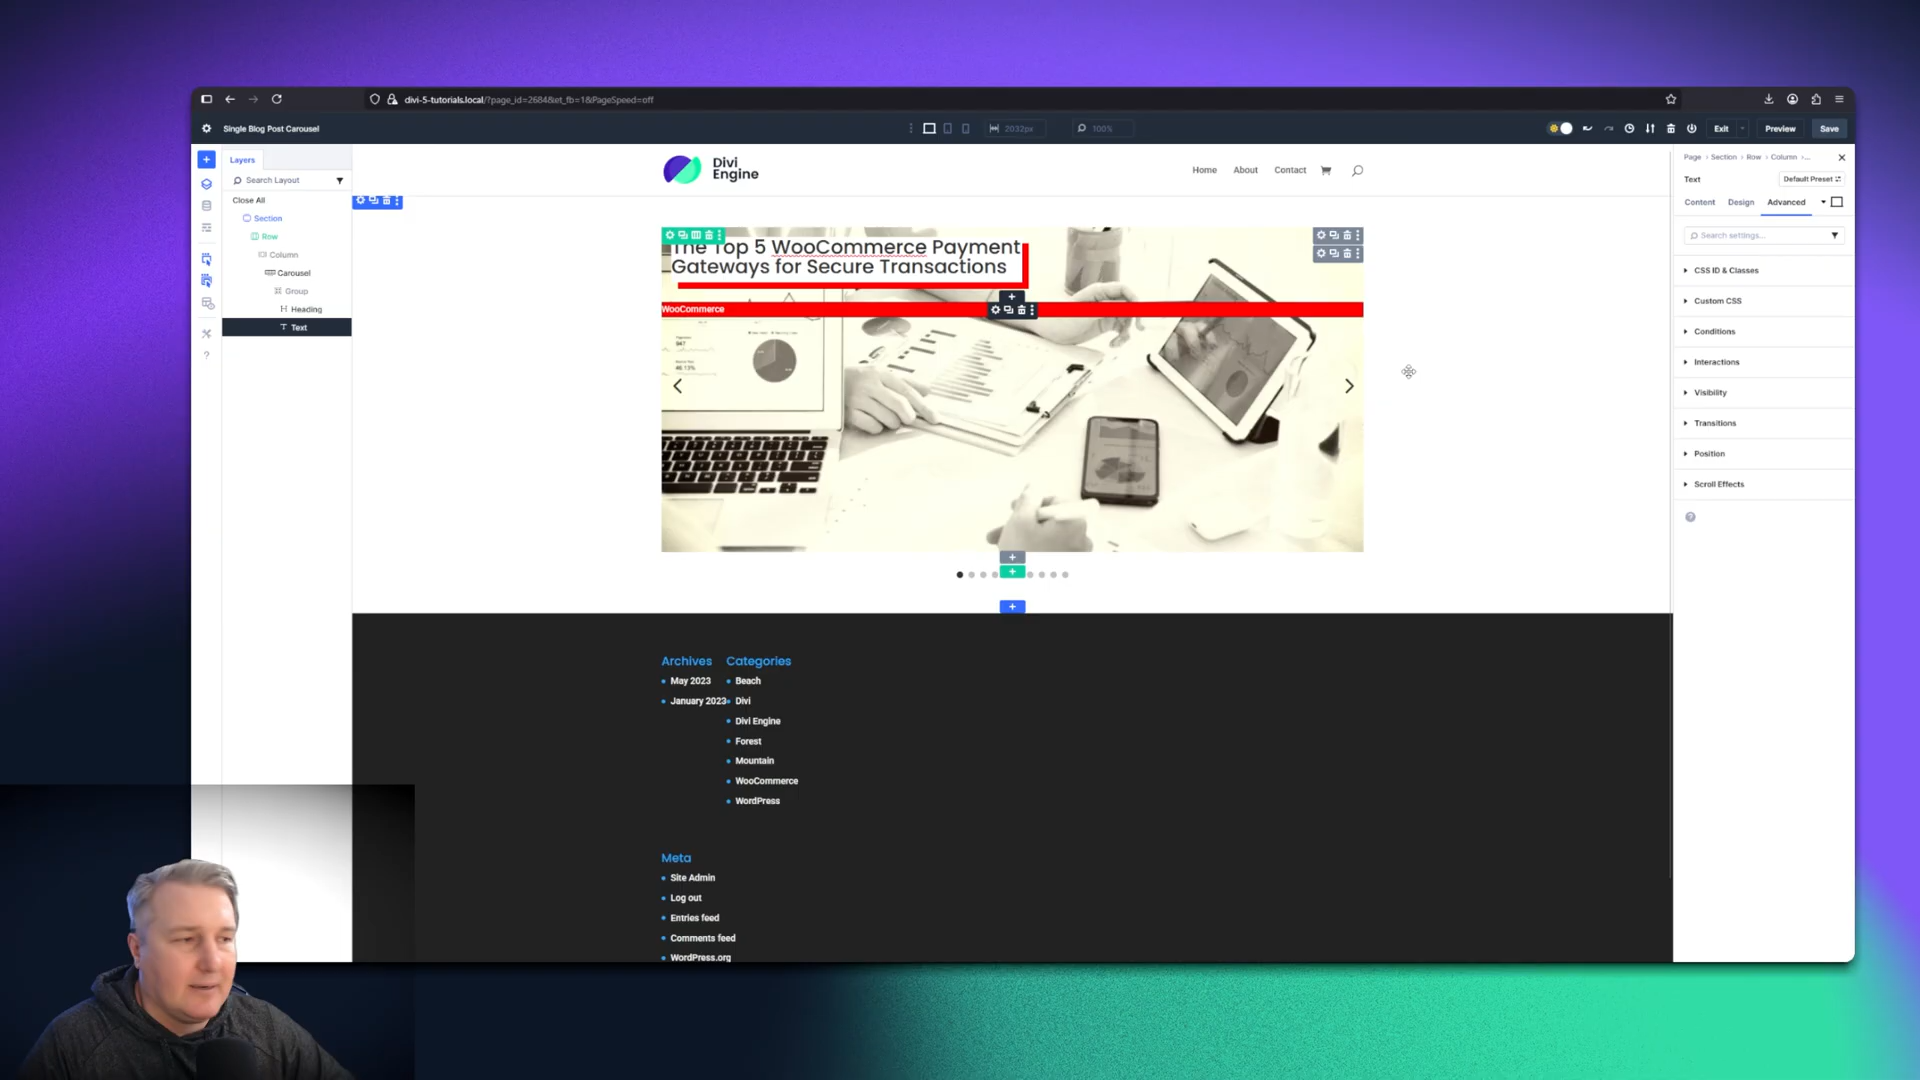 divi-5-tutorials.local/?page_id=2684&et_fb=1&PageSpeed=off
Single Blog Post Carousel
2032px
100%
Exit
Preview
Save
Layers
Search Layout
Close All
Section
Row
Column
Carousel
Group
Heading
Text
Divi
Engine
Home
About
Contact
The Top 5 WooCommerce Payment
Gateways for Secure Transactions
WooCommerce
46.13%
Archives
May 2023
January 2023
Categories
Beach
Divi
Divi Engine
Forest
Mountain
WooCommerce
WordPress
Meta
Site Admin
Log out
Entries feed
Comments feed
WordPress.org
Page › Section › Row › Column ›...
Text
Default Preset
Content
Design
Advanced
Search settings...
CSS ID & Classes
Custom CSS
Conditions
Interactions
Visibility
Transitions
Position
Scroll Effects